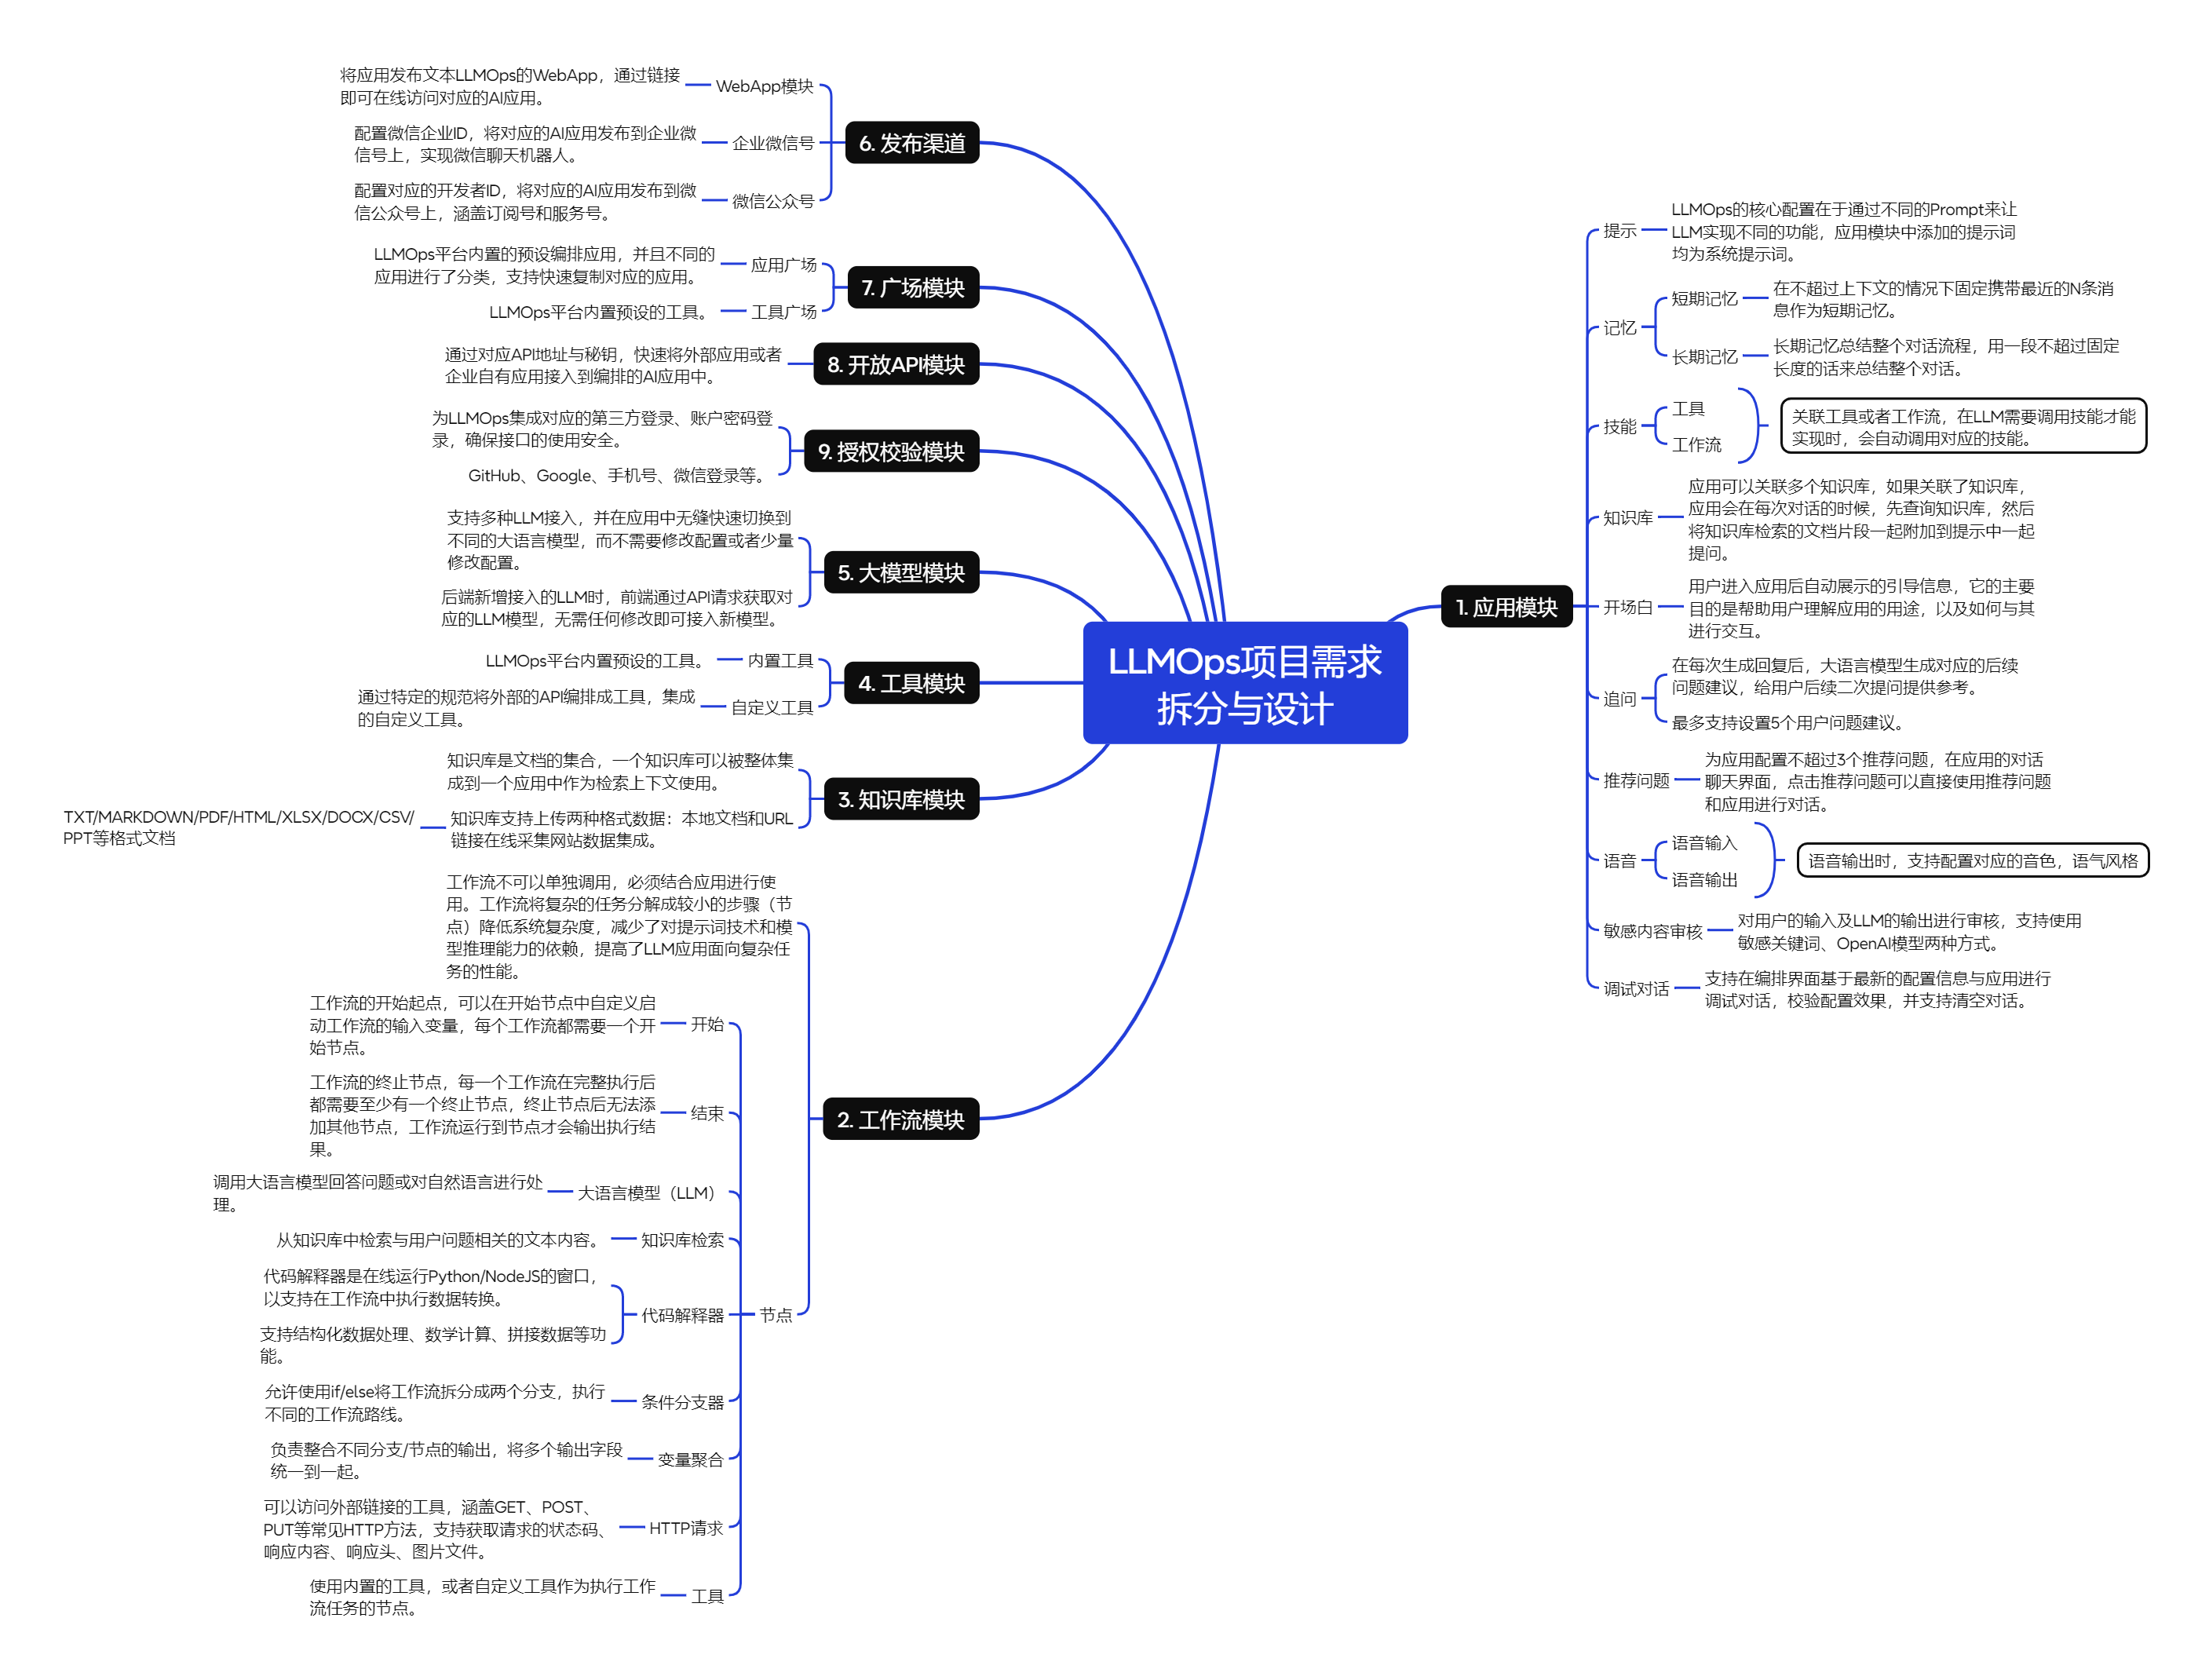 LLMOps项目需求
拆分与设计
1. 应用模块
提示
LLMOps的核心配置在于通过不同的Prompt来让
LLM实现不同的功能，应用模块中添加的提示词
均为系统提示词。
记忆
短期记忆
在不超过上下文的情况下固定携带最近的N条消
息作为短期记忆。
长期记忆
长期记忆总结整个对话流程，用一段不超过固定
长度的话来总结整个对话。
技能
工具
工作流
关联工具或者工作流，在LLM需要调用技能才能
实现时，会自动调用对应的技能。
知识库
应用可以关联多个知识库，如果关联了知识库，
应用会在每次对话的时候，先查询知识库，然后
将知识库检索的文档片段一起附加到提示中一起
提问。
开场白
用户进入应用后自动展示的引导信息，它的主要
目的是帮助用户理解应用的用途，以及如何与其
进行交互。
追问
在每次生成回复后，大语言模型生成对应的后续
问题建议，给用户后续二次提问提供参考。
最多支持设置5个用户问题建议。
推荐问题
为应用配置不超过3个推荐问题，在应用的对话
聊天界面，点击推荐问题可以直接使用推荐问题
和应用进行对话。
语音
语音输入
语音输出
语音输出时，支持配置对应的音色，语气风格
敏感内容审核
对用户的输入及LLM的输出进行审核，支持使用
敏感关键词、OpenAI模型两种方式。
调试对话
支持在编排界面基于最新的配置信息与应用进行
调试对话，校验配置效果，并支持清空对话。
6. 发布渠道
WebApp模块
将应用发布文本LLMOps的WebApp，通过链接
即可在线访问对应的AI应用。
企业微信号
配置微信企业ID，将对应的AI应用发布到企业微
信号上，实现微信聊天机器人。
微信公众号
配置对应的开发者ID，将对应的AI应用发布到微
信公众号上，涵盖订阅号和服务号。
7. 广场模块
应用广场
LLMOps平台内置的预设编排应用，并且不同的
应用进行了分类，支持快速复制对应的应用。
工具广场
LLMOps平台内置预设的工具。
8. 开放API模块
通过对应API地址与秘钥，快速将外部应用或者
企业自有应用接入到编排的AI应用中。
9. 授权校验模块
为LLMOps集成对应的第三方登录、账户密码登
录，确保接口的使用安全。
GitHub、Google、手机号、微信登录等。
5. 大模型模块
支持多种LLM接入，并在应用中无缝快速切换到
不同的大语言模型，而不需要修改配置或者少量
修改配置。
后端新增接入的LLM时，前端通过API请求获取对
应的LLM模型，无需任何修改即可接入新模型。
4. 工具模块
内置工具
LLMOps平台内置预设的工具。
自定义工具
通过特定的规范将外部的API编排成工具，集成
的自定义工具。
3. 知识库模块
知识库是文档的集合，一个知识库可以被整体集
成到一个应用中作为检索上下文使用。
知识库支持上传两种格式数据：本地文档和URL
链接在线采集网站数据集成。
TXT/MARKDOWN/PDF/HTML/XLSX/DOCX/CSV/
PPT等格式文档
2. 工作流模块
工作流不可以单独调用，必须结合应用进行使
用。工作流将复杂的任务分解成较小的步骤（节
点）降低系统复杂度，减少了对提示词技术和模
型推理能力的依赖，提高了LLM应用面向复杂任
务的性能。
节点
开始
工作流的开始起点，可以在开始节点中自定义启
动工作流的输入变量，每个工作流都需要一个开
始节点。
结束
工作流的终止节点，每一个工作流在完整执行后
都需要至少有一个终止节点，终止节点后无法添
加其他节点，工作流运行到节点才会输出执行结
果。
大语言模型（LLM）
调用大语言模型回答问题或对自然语言进行处
理。
知识库检索
从知识库中检索与用户问题相关的文本内容。
代码解释器
代码解释器是在线运行Python/NodeJS的窗口，
以支持在工作流中执行数据转换。
支持结构化数据处理、数学计算、拼接数据等功
能。
条件分支器
允许使用if/else将工作流拆分成两个分支，执行
不同的工作流路线。
变量聚合
负责整合不同分支/节点的输出，将多个输出字段
统一到一起。
HTTP请求
可以访问外部链接的工具，涵盖GET、POST、
PUT等常见HTTP方法，支持获取请求的状态码、
响应内容、响应头、图片文件。
工具
使用内置的工具，或者自定义工具作为执行工作
流任务的节点。